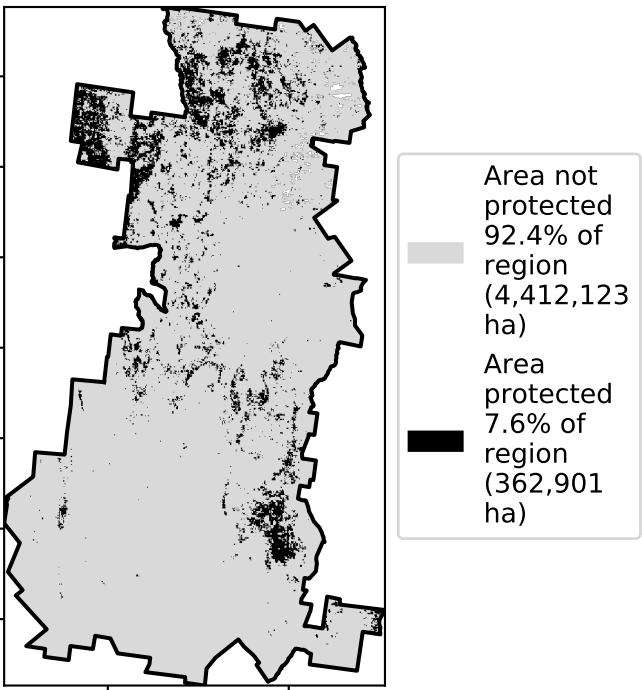 Area not
protected
92.4% of
region
(4,412,123
ha)
Area
protected
7.6% of
region
(362,901
ha)